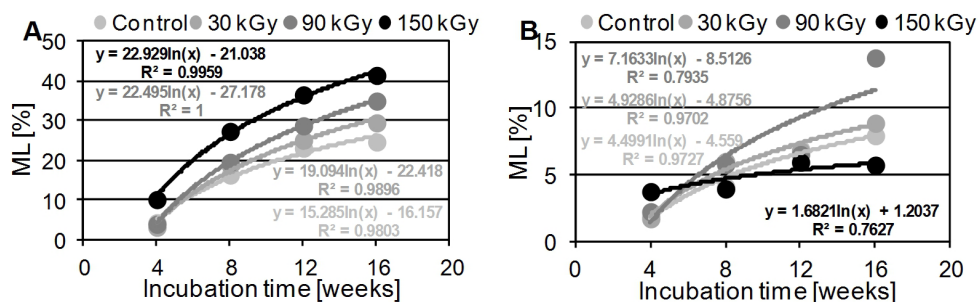 A
Control 30 kGy 90 kGy 150 kGy
ML [%]
50
40
30
20
10
0
y = 22.929ln(x) - 21.038
R² = 0.9959
y = 22.495ln(x) - 27.178
R² = 1
19.094ln(x) - 22.418
R² = 0.9896
y = 15.285ln(x) - 16.157
R² = 0.9803
0 4 8 12 16 20
Incubation time [weeks]
B
Control 30 kGy 90 kGy 150 kGy
ML [%]
15
10
5
0
y = 7.1633ln(x) - 8.5126
R² = 0.7935
y = 4.9286ln(x) - 4.8756
R² = 0.9702
y = 4.4991ln(x) - 4.559
R² = 0.9727
y = 1.6821ln(x) + 1.2037
R² = 0.7627
0 4 8 12 16 20
Incubation time [weeks]